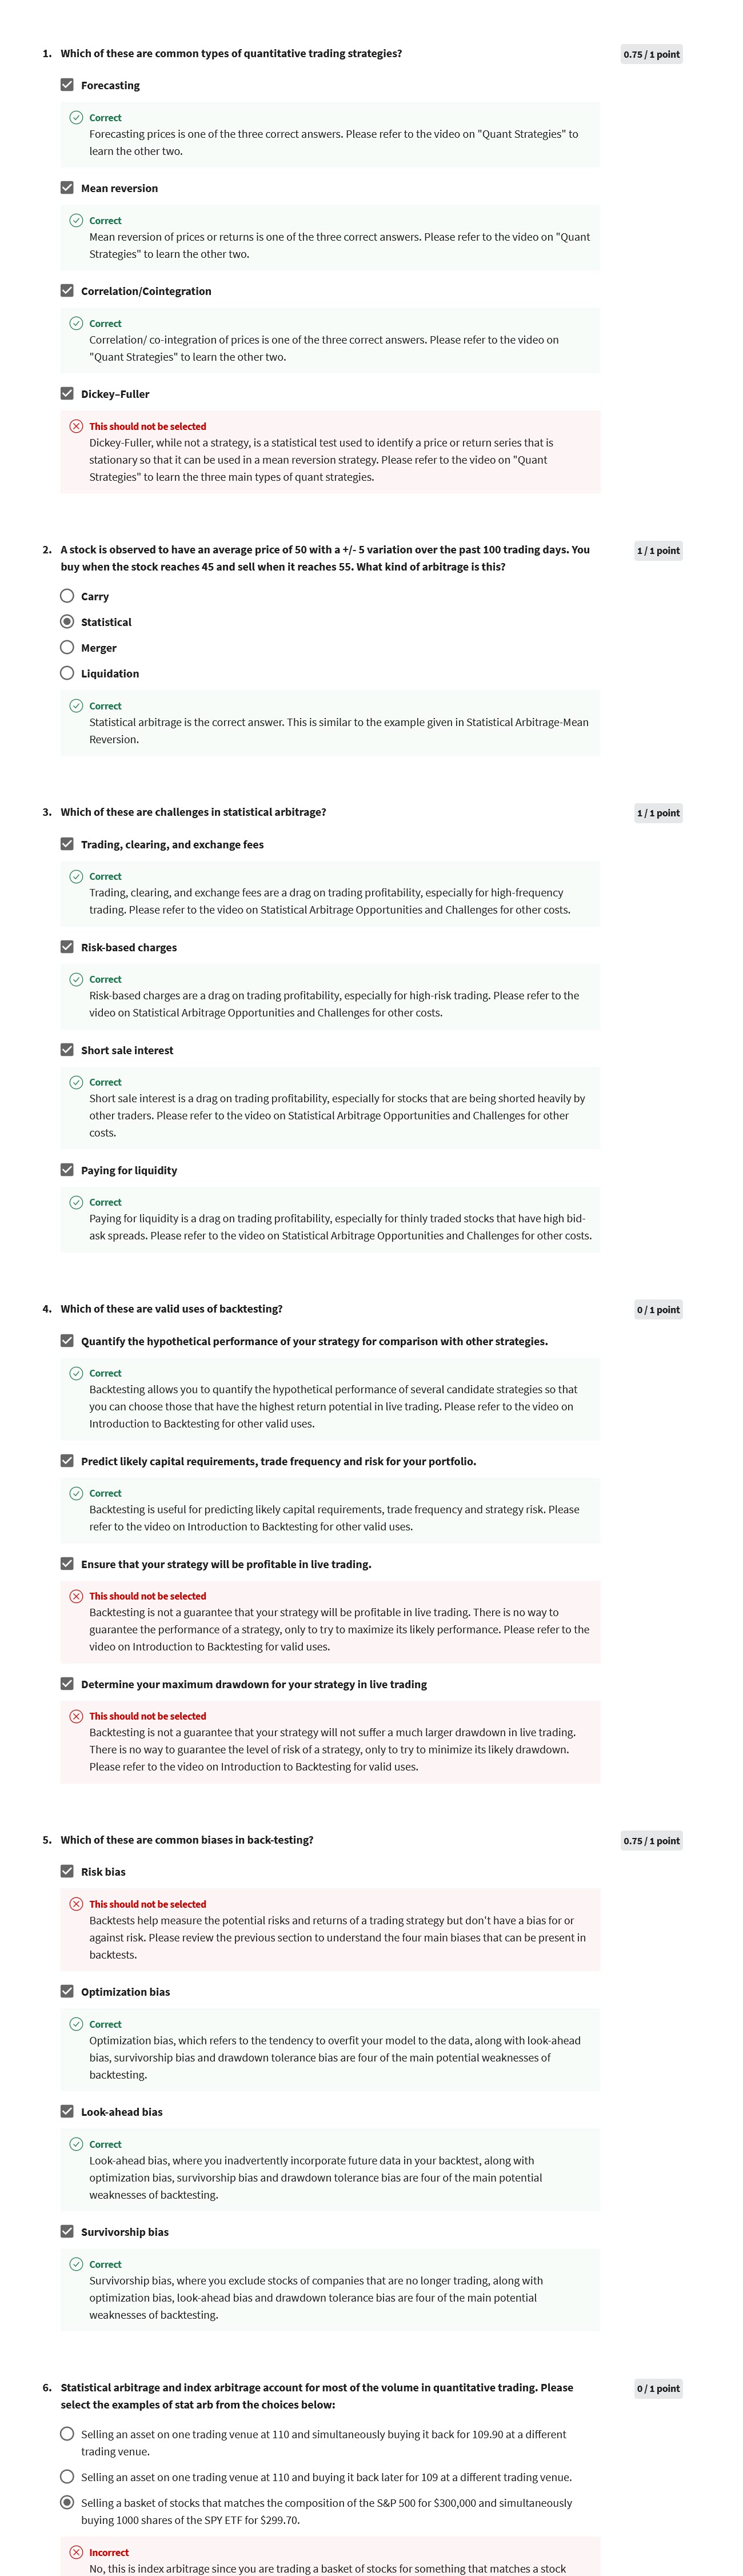 1. Which of these are common types of quantitative trading strategies?
0.75 / 1 point
Forecasting
Correct
Forecasting prices is one of the three correct answers. Please refer to the video on "Quant Strategies" to
learn the other two.
Mean reversion
Correct
Mean reversion of prices or returns is one of the three correct answers. Please refer to the video on "Quant
Strategies" to learn the other two.
Correlation/Cointegration
Correct
Correlation/ co-integration of prices is one of the three correct answers. Please refer to the video on
"Quant Strategies" to learn the other two.
Dickey–Fuller
This should not be selected
Dickey-Fuller, while not a strategy, is a statistical test used to identify a price or return series that is
stationary so that it can be used in a mean reversion strategy. Please refer to the video on "Quant
Strategies" to learn the three main types of quant strategies.
2. A stock is observed to have an average price of 50 with a +/- 5 variation over the past 100 trading days. You
buy when the stock reaches 45 and sell when it reaches 55. What kind of arbitrage is this?
1 / 1 point
Carry
Statistical
Merger
Liquidation
Correct
Statistical arbitrage is the correct answer. This is similar to the example given in Statistical Arbitrage-Mean
Reversion.
3. Which of these are challenges in statistical arbitrage?
1 / 1 point
Trading, clearing, and exchange fees
Correct
Trading, clearing, and exchange fees are a drag on trading profitability, especially for high-frequency
trading. Please refer to the video on Statistical Arbitrage Opportunities and Challenges for other costs.
Risk-based charges
Correct
Risk-based charges are a drag on trading profitability, especially for high-risk trading. Please refer to the
video on Statistical Arbitrage Opportunities and Challenges for other costs.
Short sale interest
Correct
Short sale interest is a drag on trading profitability, especially for stocks that are being shorted heavily by
other traders. Please refer to the video on Statistical Arbitrage Opportunities and Challenges for other
costs.
Paying for liquidity
Correct
Paying for liquidity is a drag on trading profitability, especially for thinly traded stocks that have high bid-
ask spreads. Please refer to the video on Statistical Arbitrage Opportunities and Challenges for other costs.
4. Which of these are valid uses of backtesting?
0 / 1 point
Quantify the hypothetical performance of your strategy for comparison with other strategies.
Correct
Backtesting allows you to quantify the hypothetical performance of several candidate strategies so that
you can choose those that have the highest return potential in live trading. Please refer to the video on
Introduction to Backtesting for other valid uses.
Predict likely capital requirements, trade frequency and risk for your portfolio.
Correct
Backtesting is useful for predicting likely capital requirements, trade frequency and strategy risk. Please
refer to the video on Introduction to Backtesting for other valid uses.
Ensure that your strategy will be profitable in live trading.
This should not be selected
Backtesting is not a guarantee that your strategy will be profitable in live trading. There is no way to
guarantee the performance of a strategy, only to try to maximize its likely performance. Please refer to the
video on Introduction to Backtesting for valid uses.
Determine your maximum drawdown for your strategy in live trading
This should not be selected
Backtesting is not a guarantee that your strategy will not suffer a much larger drawdown in live trading.
There is no way to guarantee the level of risk of a strategy, only to try to minimize its likely drawdown.
Please refer to the video on Introduction to Backtesting for valid uses.
5. Which of these are common biases in back-testing?
0.75 / 1 point
Risk bias
This should not be selected
Backtests help measure the potential risks and returns of a trading strategy but don't have a bias for or
against risk. Please review the previous section to understand the four main biases that can be present in
backtests.
Optimization bias
Correct
Optimization bias, which refers to the tendency to overfit your model to the data, along with look-ahead
bias, survivorship bias and drawdown tolerance bias are four of the main potential weaknesses of
backtesting.
Look-ahead bias
Correct
Look-ahead bias, where you inadvertently incorporate future data in your backtest, along with
optimization bias, survivorship bias and drawdown tolerance bias are four of the main potential
weaknesses of backtesting.
Survivorship bias
Correct
Survivorship bias, where you exclude stocks of companies that are no longer trading, along with
optimization bias, look-ahead bias and drawdown tolerance bias are four of the main potential
weaknesses of backtesting.
6. Statistical arbitrage and index arbitrage account for most of the volume in quantitative trading. Please
select the examples of stat arb from the choices below:
0 / 1 point
Selling an asset on one trading venue at 110 and simultaneously buying it back for 109.90 at a different
trading venue.
Selling an asset on one trading venue at 110 and buying it back later for 109 at a different trading venue.
Selling a basket of stocks that matches the composition of the S&P 500 for $300,000 and simultaneously
buying 1000 shares of the SPY ETF for $299.70.
Incorrect
No, this is index arbitrage since you are trading a basket of stocks for something that matches a stock